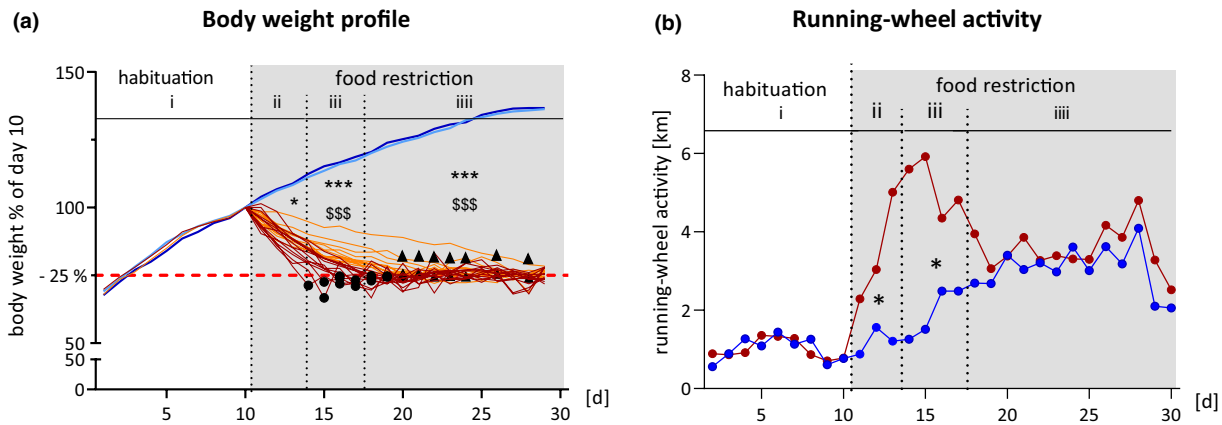 (a) Body weight profile
150
habituation food restriction
i ii iii iiii
*** ***
* $$$ $$$
100
- 25 %
50
50
0
5 10 15 20 25 30 [d]
body weight % of day 10
(b) Running-wheel activity
8
habituation food restriction
i ii iii iiii
6
4
*
*
2
0
5 10 15 20 25 30 [d]
running-wheel activity [km]